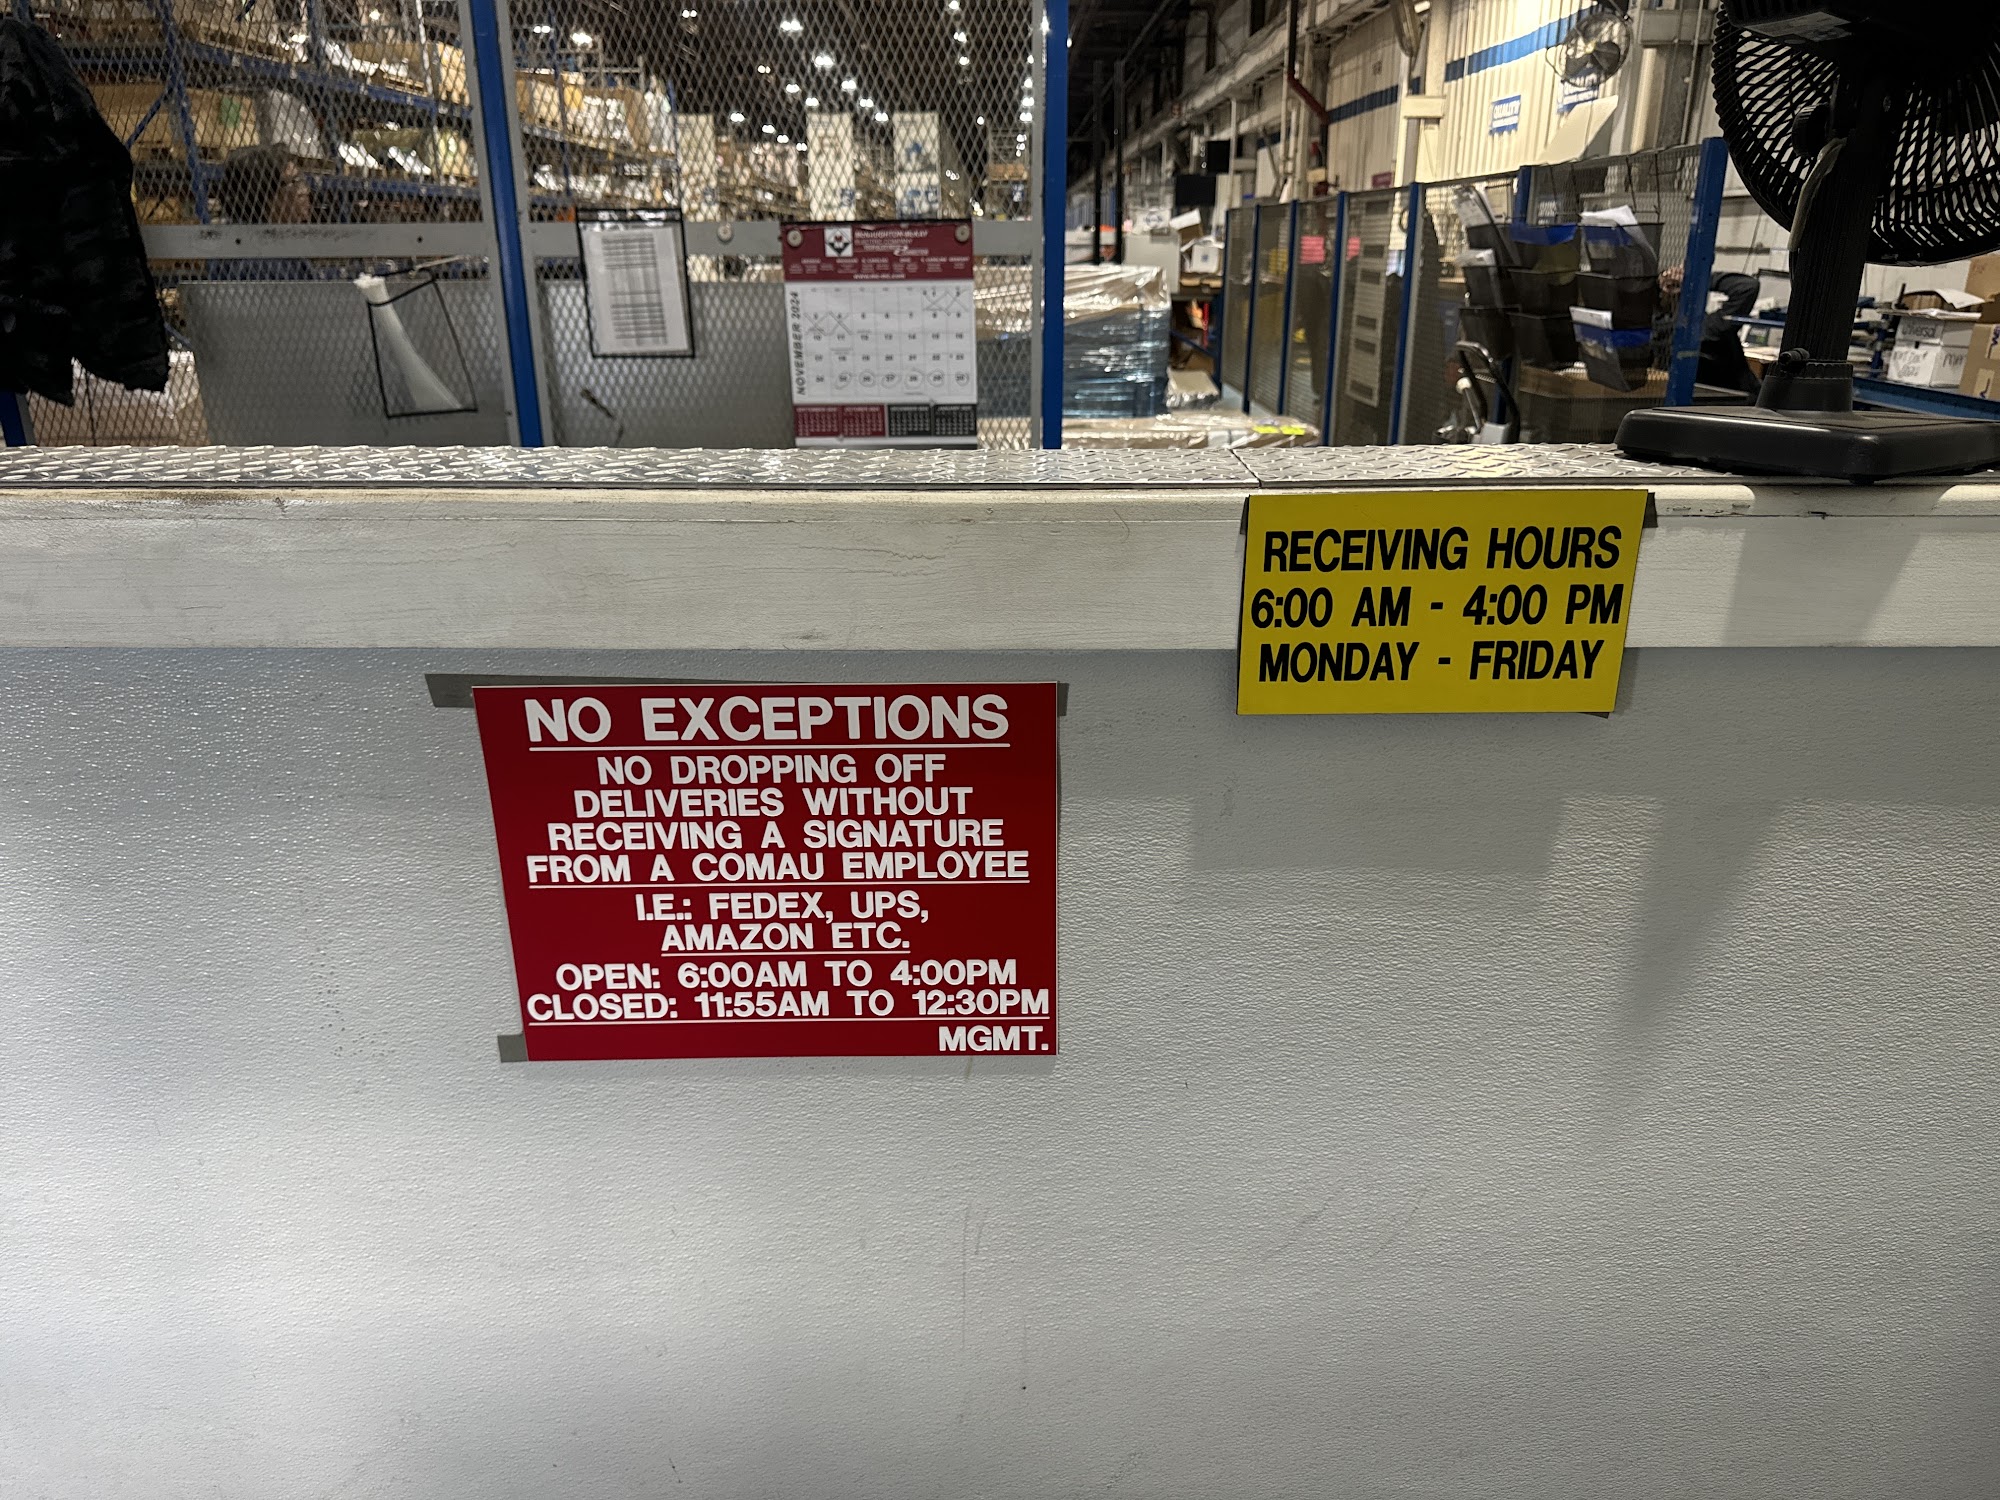 NOVEMBER 2024
RECEIVING HOURS
6:00 AM - 4:00 PM
MONDAY - FRIDAY
NO EXCEPTIONS
NO DROPPING OFF
DELIVERIES WITHOUT
RECEIVING A SIGNATURE
FROM A COMAU EMPLOYEE
I.E.: FEDEX, UPS,
AMAZON ETC.
OPEN: 6:00AM TO 4:00PM
CLOSED: 11:55AM TO 12:30PM
MGMT.